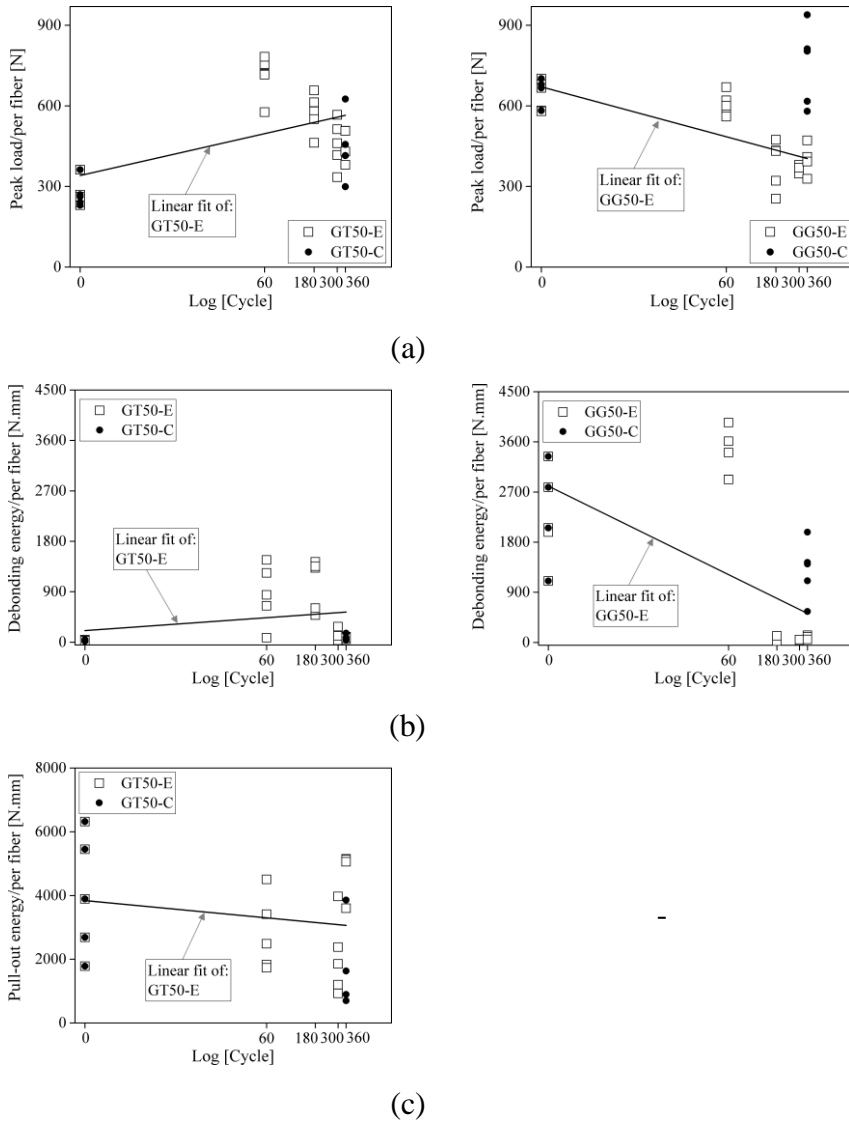 Peak load/per fiber [N]
900
600
300
0
Linear fit of:
GT50-E
GT50-E
GT50-C
0 60 180 300 360
Log [Cycle]
Peak load/per fiber [N]
900
600
300
0
Linear fit of:
GG50-E
GG50-E
GG50-C
0 60 180 300 360
Log [Cycle]
(a)
Debonding energy/per fiber [N.mm]
4500
3600
2700
1800
900
0
GT50-E
GT50-C
Linear fit of:
GT50-E
0 60 180 300 360
Log [Cycle]
Debonding energy/per fiber [N.mm]
4500
3600
2700
1800
900
0
GG50-E
GG50-C
Linear fit of:
GG50-E
0 60 180 300 360
Log [Cycle]
(b)
Pull-out energy/per fiber [N.mm]
8000
6000
4000
2000
0
GT50-E
GT50-C
Linear fit of:
GT50-E
0 60 180 300 360
Log [Cycle]
-
(c)